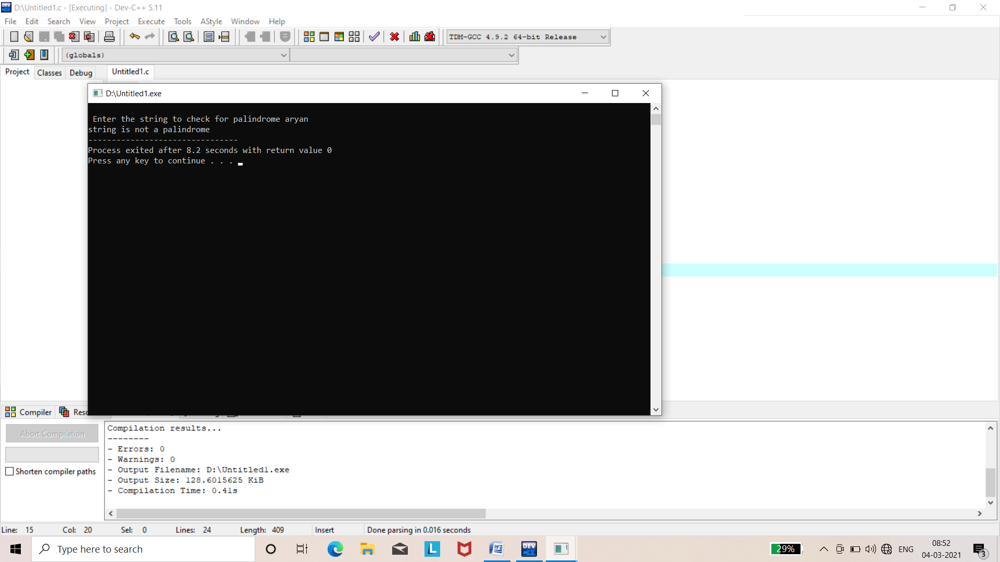 D:\Untitled1.c - [Executing] - Dev-C++ 5.11
File Edit Search View Project Execute Tools AStyle Window Help
TDM-GCC 4.9.2 64-bit Release
(globals)
Project Classes Debug Untitled1.c
D:\Untitled1.exe
Enter the string to check for palindrome aryan
string is not a palindrome
--------------------------------
Process exited after 8.2 seconds with return value 0
Press any key to continue . . .
Compiler
Abort Compilation
Shorten compiler paths
Compilation results...
--------
- Errors: 0
- Warnings: 0
- Output Filename: D:\Untitled1.exe
- Output Size: 128.6015625 KiB
- Compilation Time: 0.41s
Line: 15 Col: 20 Sel: 0 Lines: 24 Length: 409 Insert Done parsing in 0.016 seconds
Type here to search
L
DEV C++
29%
ENG
08:52
04-03-2021
3